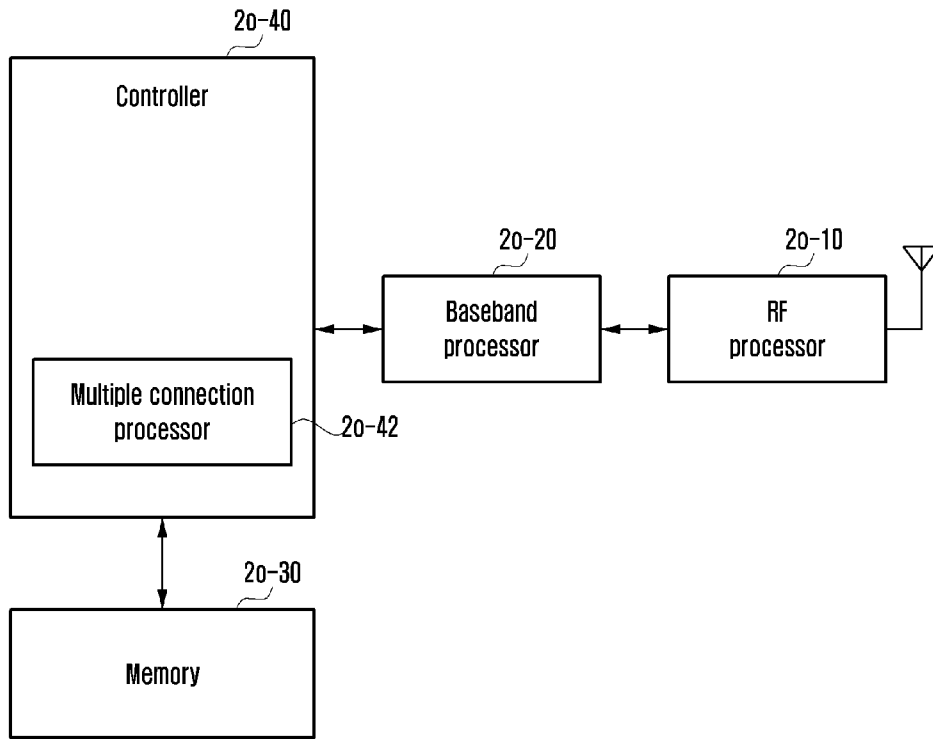 2o-40
Controller
2o-20
2o-10
Baseband
processor
RF
processor
Multiple connection
processor
2o-42
2o-30
Memory